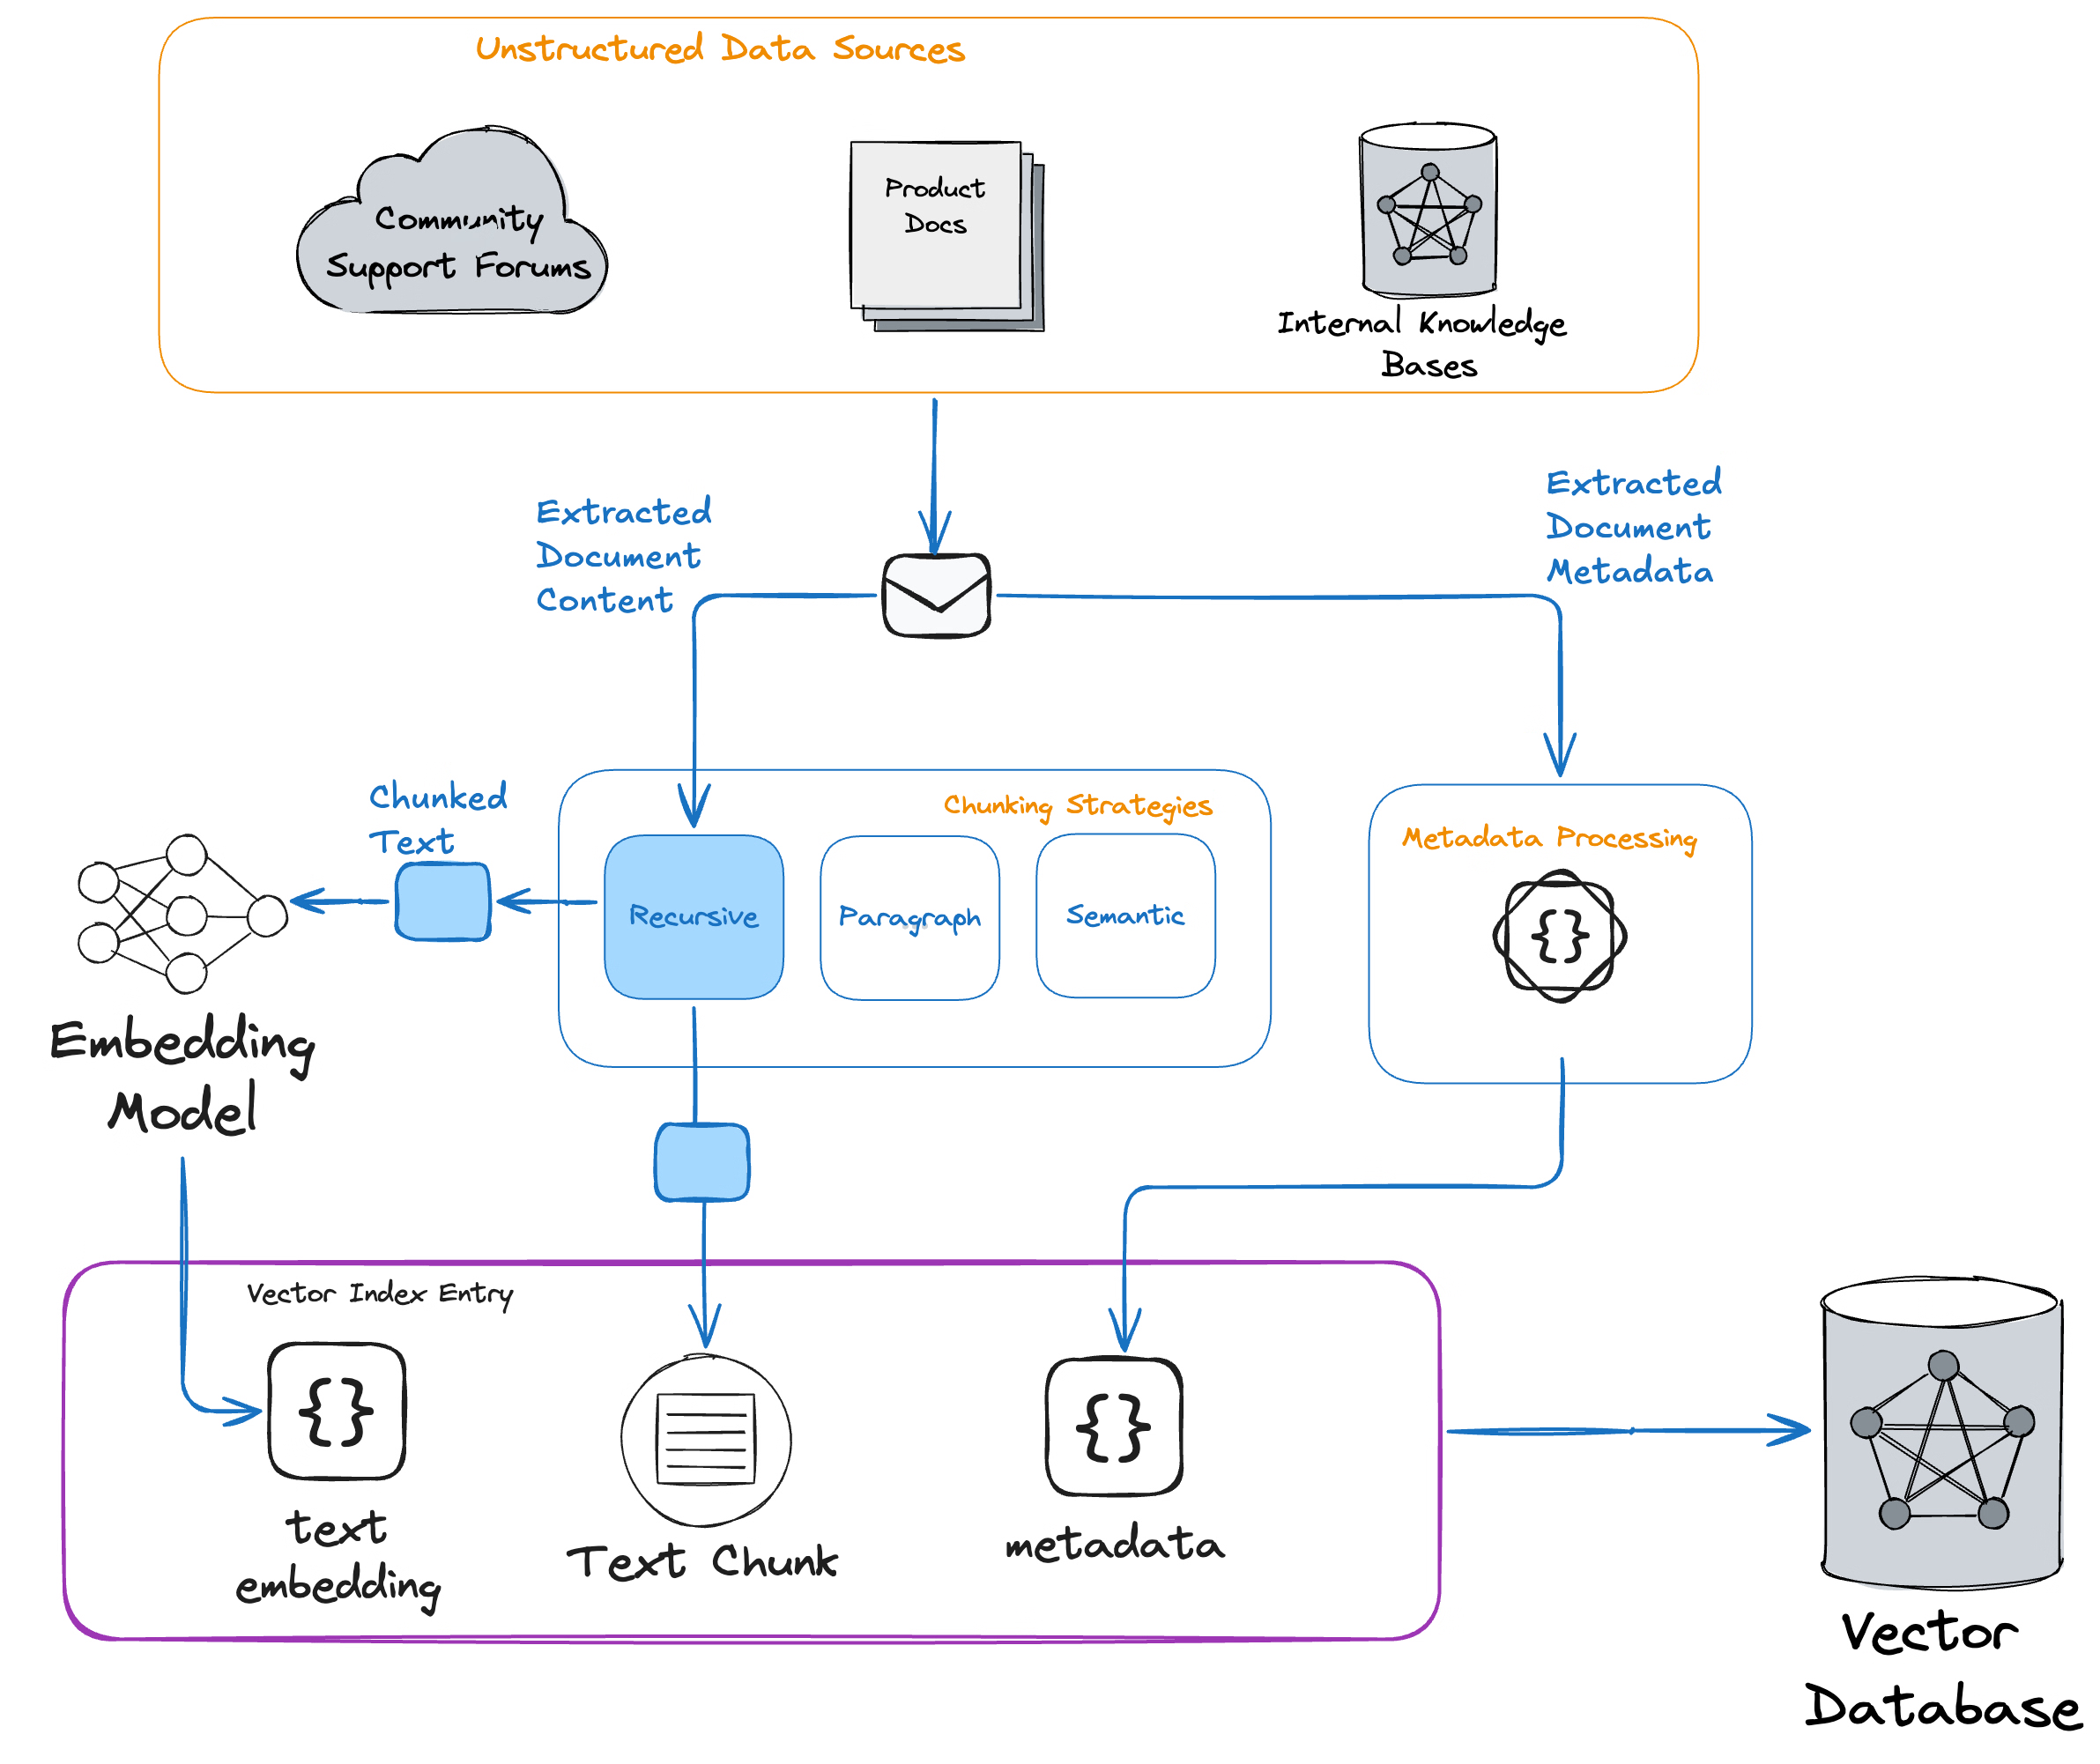 Unstructured Data Sources
Community
Support Forums
Product
Docs
Internal Knowledge
Bases
Extracted
Document
Content
Extracted
Document
Metadata
Chunked
Text
Chunking Strategies
Recursive
Paragraph
Semantic
Metadata Processing
{}
Embedding
Model
Vector Index Entry
{}
text
embedding
Text Chunk
{}
metadata
Vector
Database